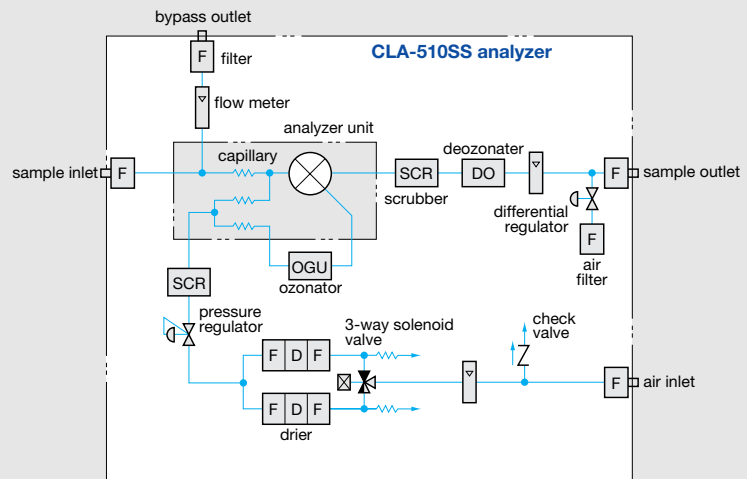 bypass outlet
CLA-510SS analyzer
F
filter
flow meter
analyzer unit
capillary
deozonater
sample inlet
F
SCR
DO
F
sample outlet
scrubber
differential
regulator
F
air
filter
OGU
ozonator
SCR
pressure
regulator
3-way solenoid
valve
check
valve
F D F
F
air inlet
F D F
drier